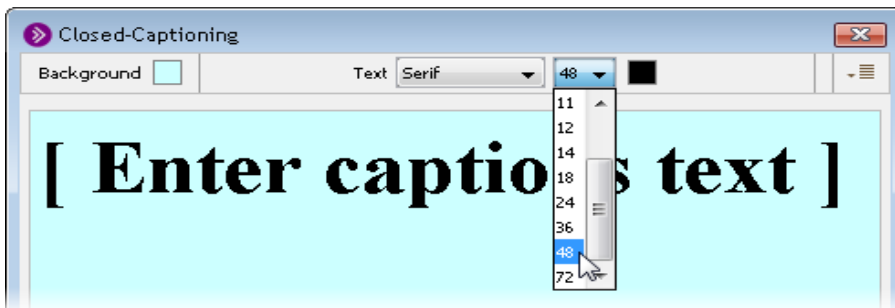 Closed-Captioning
Background Text Serif 48
11
12
14
18
24
36
48
72
[ Enter captio s text ]